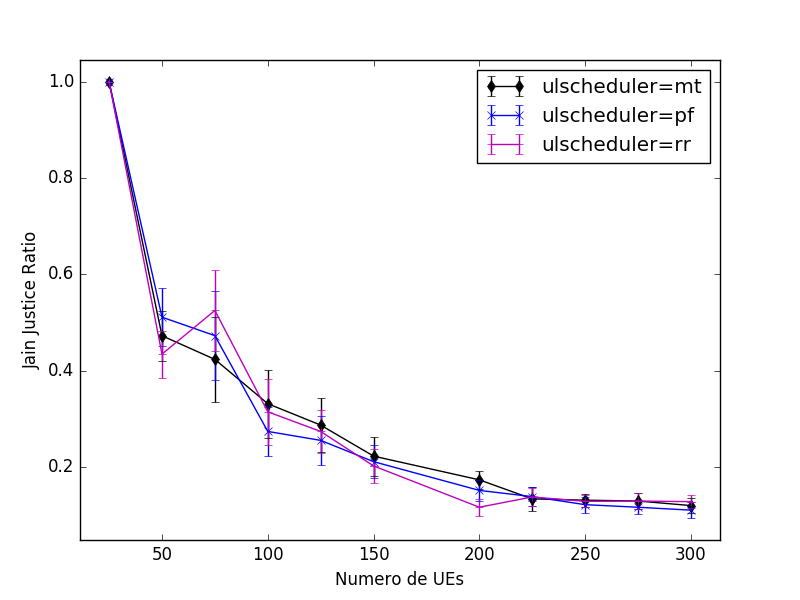 ulscheduler=mt
ulscheduler=pf
ulscheduler=rr
Jain Justice Ratio
1.0
0.8
0.6
0.4
0.2
50 100 150 200 250 300
Numero de UEs